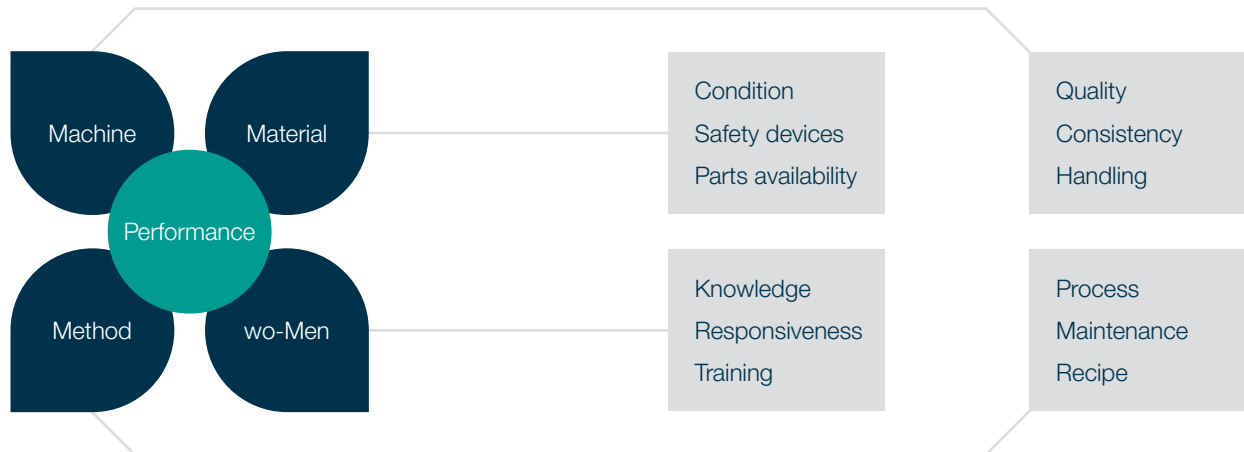 Machine
Material
Performance
Method
wo-Men
Condition
Safety devices
Parts availability
Quality
Consistency
Handling
Knowledge
Responsiveness
Training
Process
Maintenance
Recipe